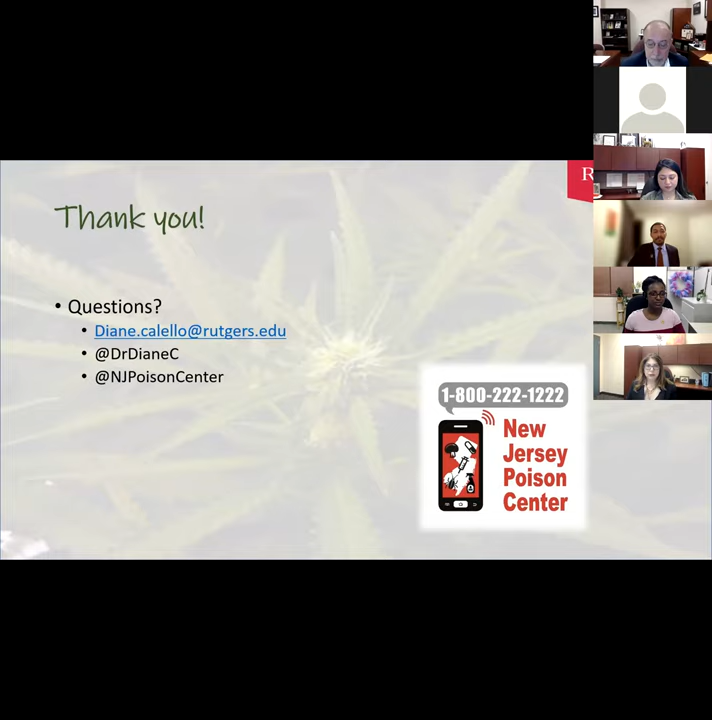 Thank you!
R
• Questions?
• Diane.calello@rutgers.edu
• @DrDianeC
• @NJPoisonCenter
1-800-222-1222
New
Jersey
Poison
Center